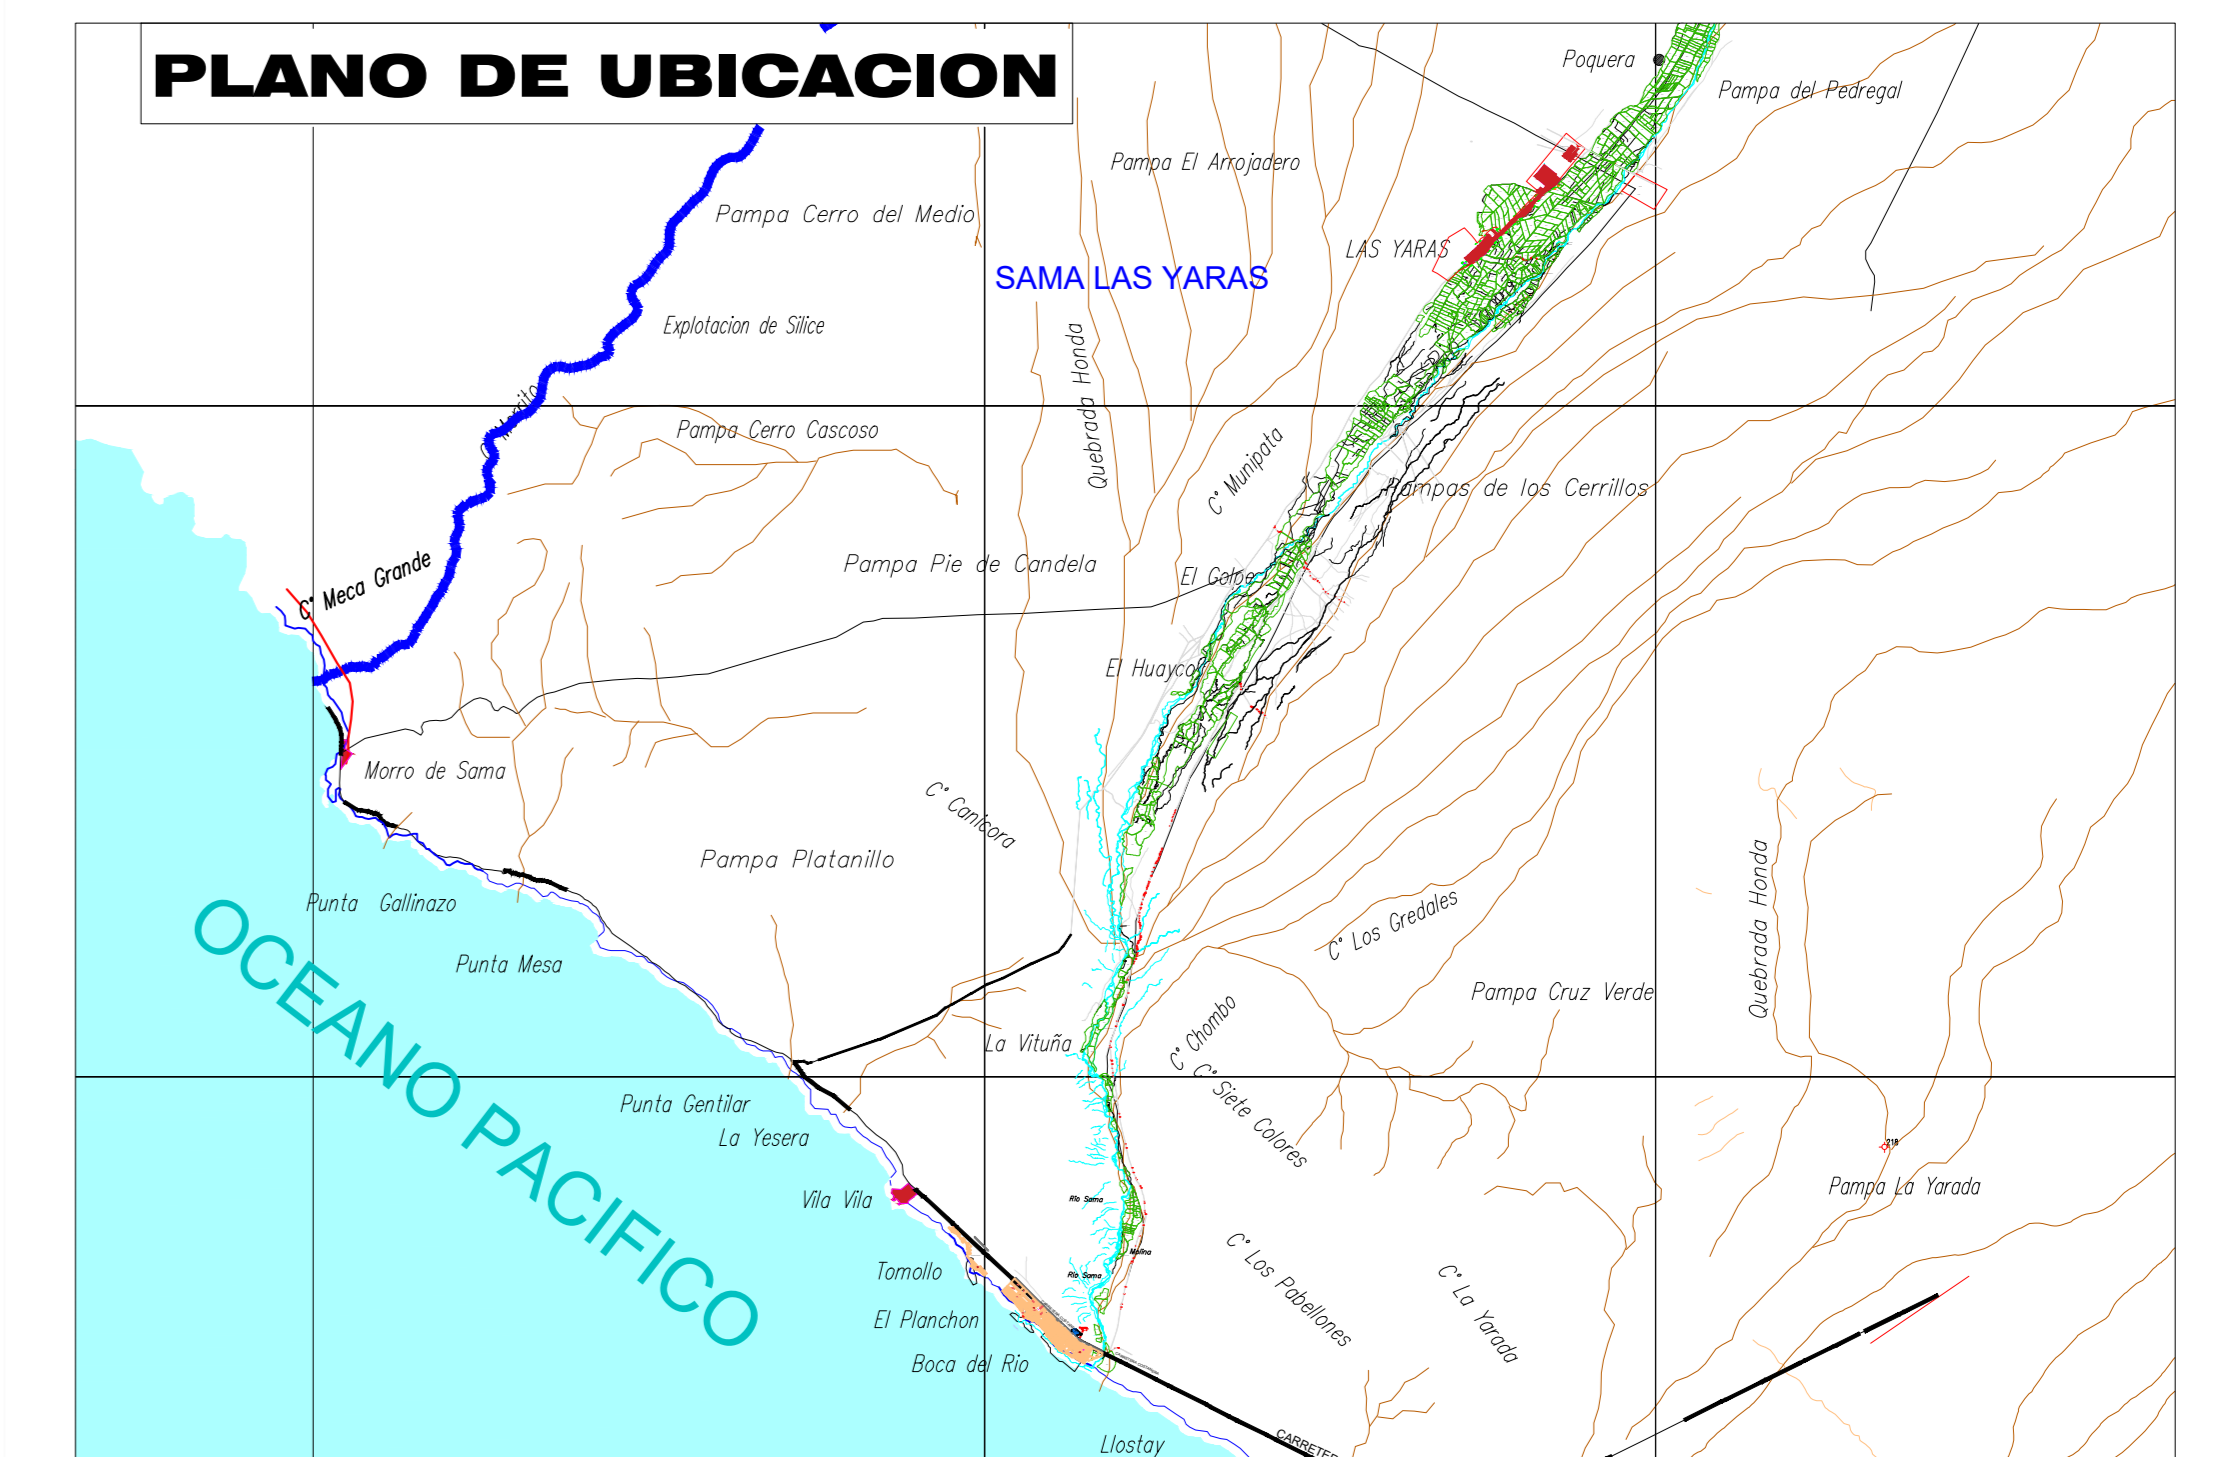 PLANO DE UBICACION
Poquera
Pampa del Pedregal
Pampa El Arrojadero
Pampa Cerro del Medio
LAS YARAS
SAMA LAS YARAS
Explotacion de Silice
Quebrada Honda
Pampa Cerro Cascoso
C° Munipata
Pampas de los Cerrillos
C° Meca Grande
Pampa Pie de Candela
El Golpe
El Huayco
Morro de Sama
C° Canicora
Pampa Platanillo
Quebrada Honda
Punta Gallinazo
C° Los Gredales
OCEANO PACIFICO
Punta Mesa
Pampa Cruz Verde
C° Chombo
La Vituña
C° Siete Colores
Punta Gentilar
La Yesera
218
Pampa La Yarada
Vila Vila
Rio Sama
Molina
C° Los Pabellones
Tomollo
Rio Sama
C° La Yarada
El Planchon
Boca del Rio
Llostay
CARRETER